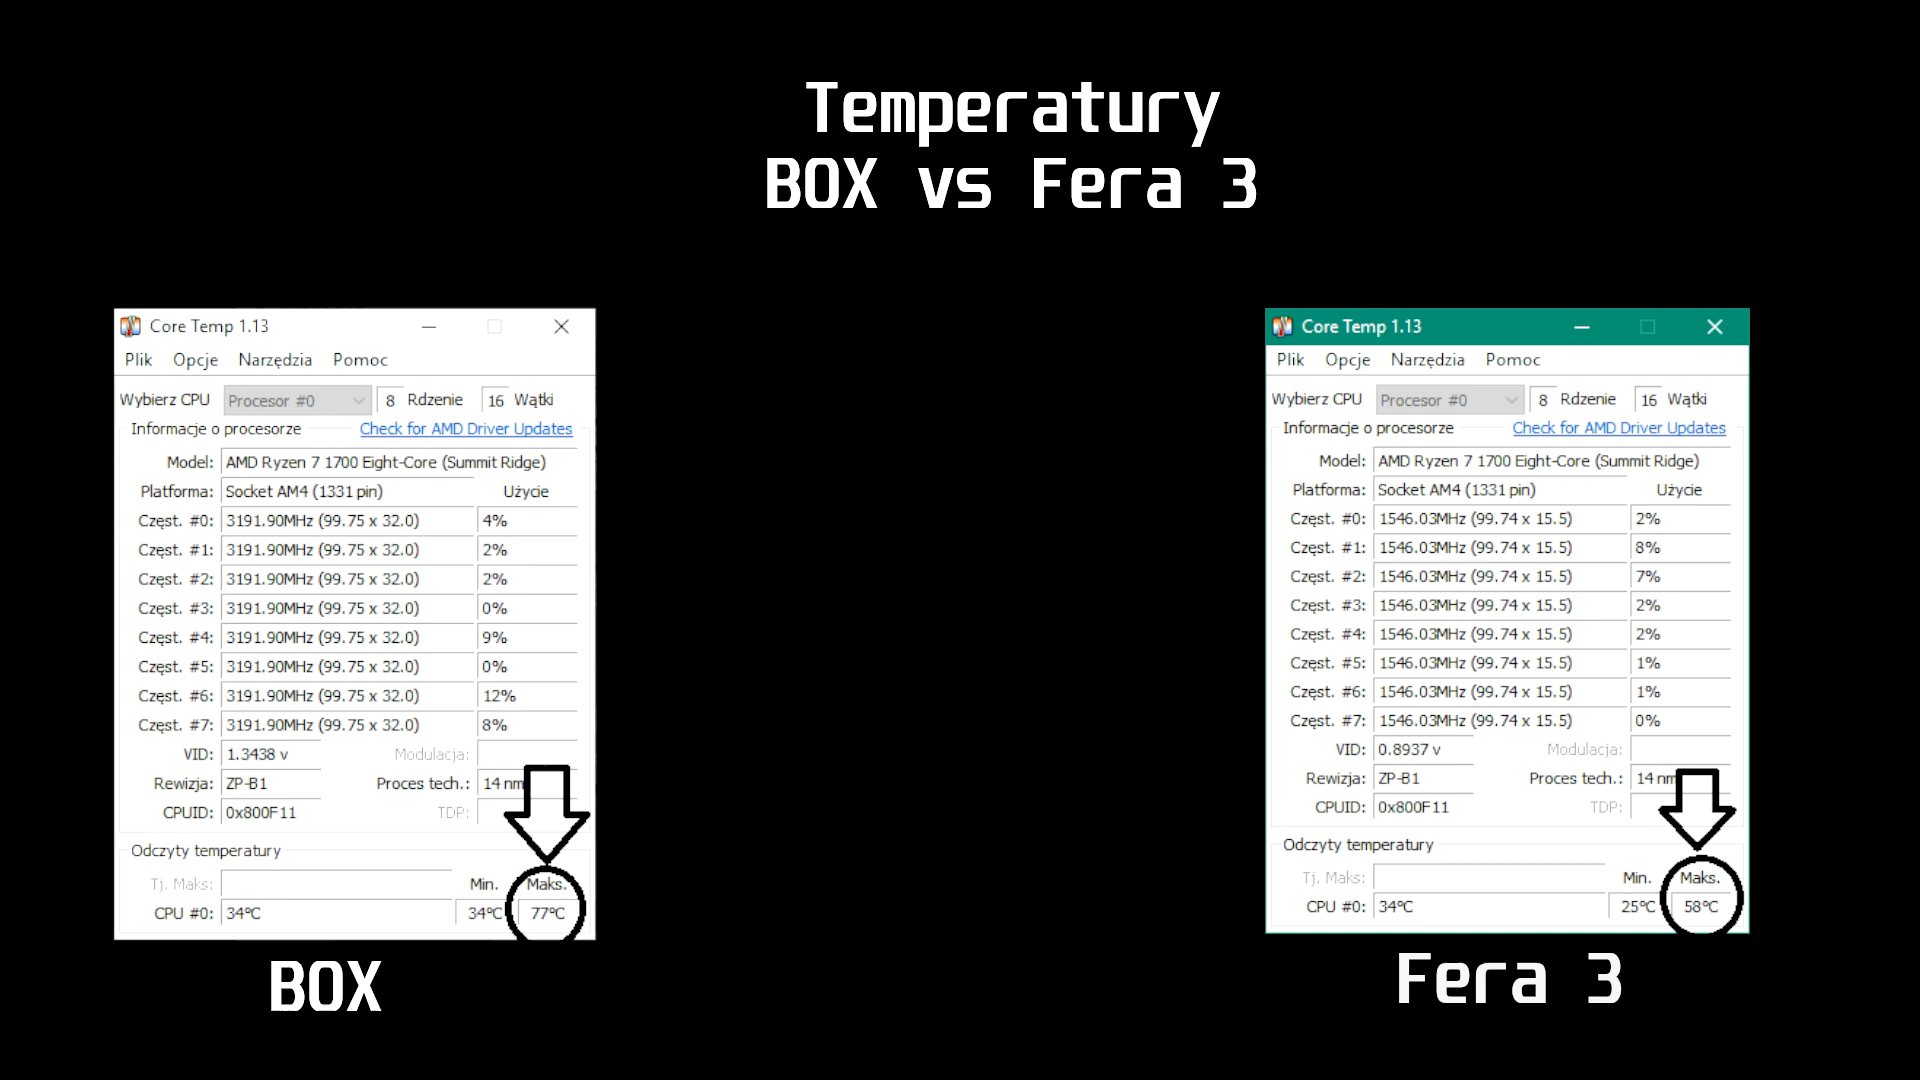 Temperatury
BOX vs Fera 3
Core Temp 1.13
Plik Opcje Narzędzia Pomoc
Wybierz CPU Procesor #0 8 Rdzenie 16 Wątki
Informacje o procesorze Check for AMD Driver Updates
Model: AMD Ryzen 7 1700 Eight-Core (Summit Ridge)
Platforma: Socket AM4 (1331 pin) Użycie
Częst. #0: 3191.90MHz (99.75 x 32.0) 4%
Częst. #1: 3191.90MHz (99.75 x 32.0) 2%
Częst. #2: 3191.90MHz (99.75 x 32.0) 2%
Częst. #3: 3191.90MHz (99.75 x 32.0) 0%
Częst. #4: 3191.90MHz (99.75 x 32.0) 9%
Częst. #5: 3191.90MHz (99.75 x 32.0) 0%
Częst. #6: 3191.90MHz (99.75 x 32.0) 12%
Częst. #7: 3191.90MHz (99.75 x 32.0) 8%
VID: 1.3438 v Modulacja:
Rewizja: ZP-B1 Proces tech.: 14 nm
CPUID: 0x800F11 TDP:
Odczyty temperatury
Tj. Maks: Min. Maks.
CPU #0: 34°C 34°C 77°C
BOX
Core Temp 1.13
Plik Opcje Narzędzia Pomoc
Wybierz CPU Procesor #0 8 Rdzenie 16 Wątki
Informacje o procesorze Check for AMD Driver Updates
Model: AMD Ryzen 7 1700 Eight-Core (Summit Ridge)
Platforma: Socket AM4 (1331 pin) Użycie
Częst. #0: 1546.03MHz (99.74 x 15.5) 2%
Częst. #1: 1546.03MHz (99.74 x 15.5) 8%
Częst. #2: 1546.03MHz (99.74 x 15.5) 7%
Częst. #3: 1546.03MHz (99.74 x 15.5) 2%
Częst. #4: 1546.03MHz (99.74 x 15.5) 2%
Częst. #5: 1546.03MHz (99.74 x 15.5) 1%
Częst. #6: 1546.03MHz (99.74 x 15.5) 1%
Częst. #7: 1546.03MHz (99.74 x 15.5) 0%
VID: 0.8937 v Modulacja:
Rewizja: ZP-B1 Proces tech.: 14 nm
CPUID: 0x800F11 TDP:
Odczyty temperatury
Tj. Maks: Min. Maks.
CPU #0: 34°C 25°C 58°C
Fera 3